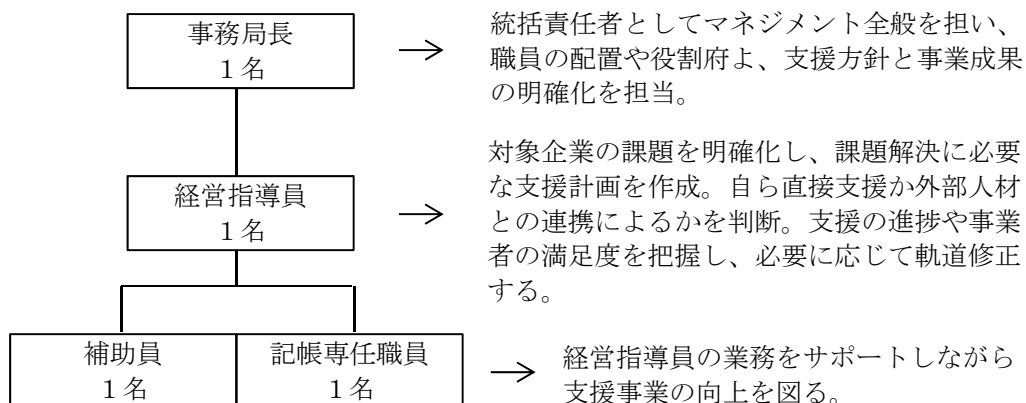 事務局長
１名
統括責任者としてマネジメント全般を担い、
職員の配置や役割府よ、支援方針と事業成果
の明確化を担当。
経営指導員
１名
対象企業の課題を明確化し、課題解決に必要
な支援計画を作成。自ら直接支援か外部人材
との連携によるかを判断。支援の進捗や事業
者の満足度を把握し、必要に応じて軌道修正
する。
補助員
１名
記帳専任職員
１名
経営指導員の業務をサポートしながら
支援事業の向上を図る。